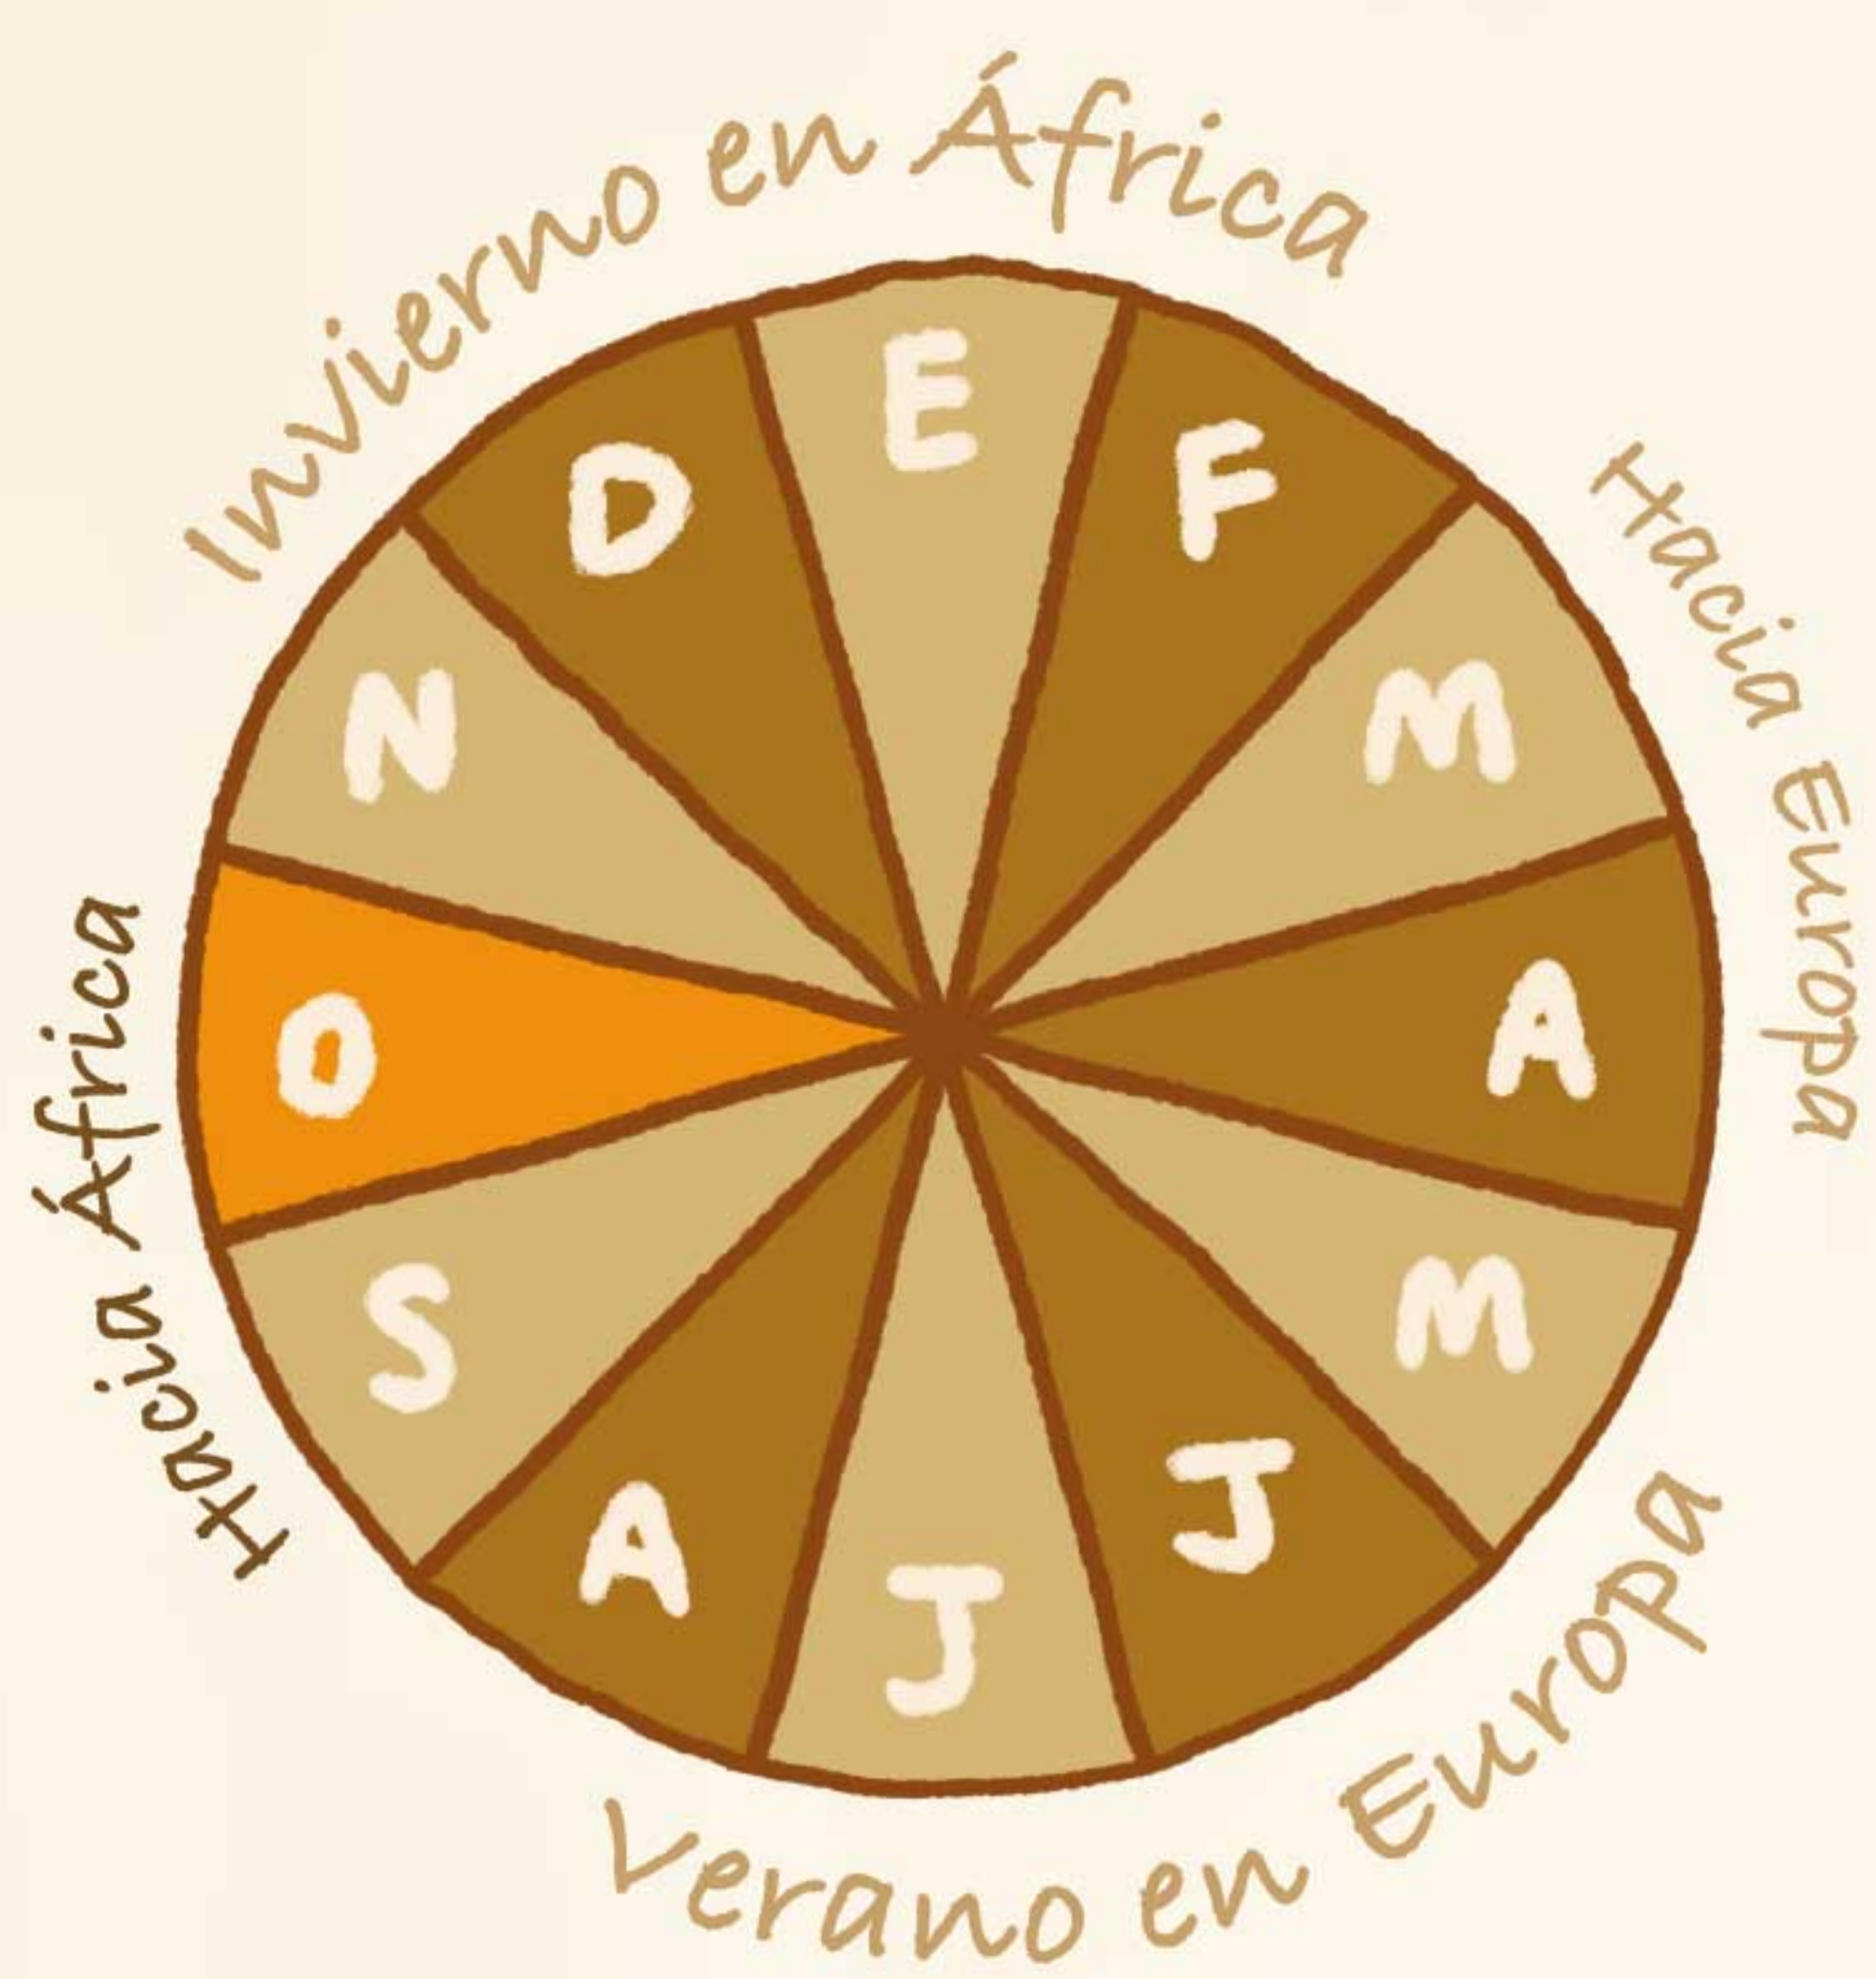 Invierno en África
Hacia Europa
Verano en Europa
Hacia África
E
F
M
A
M
J
J
A
S
O
N
D